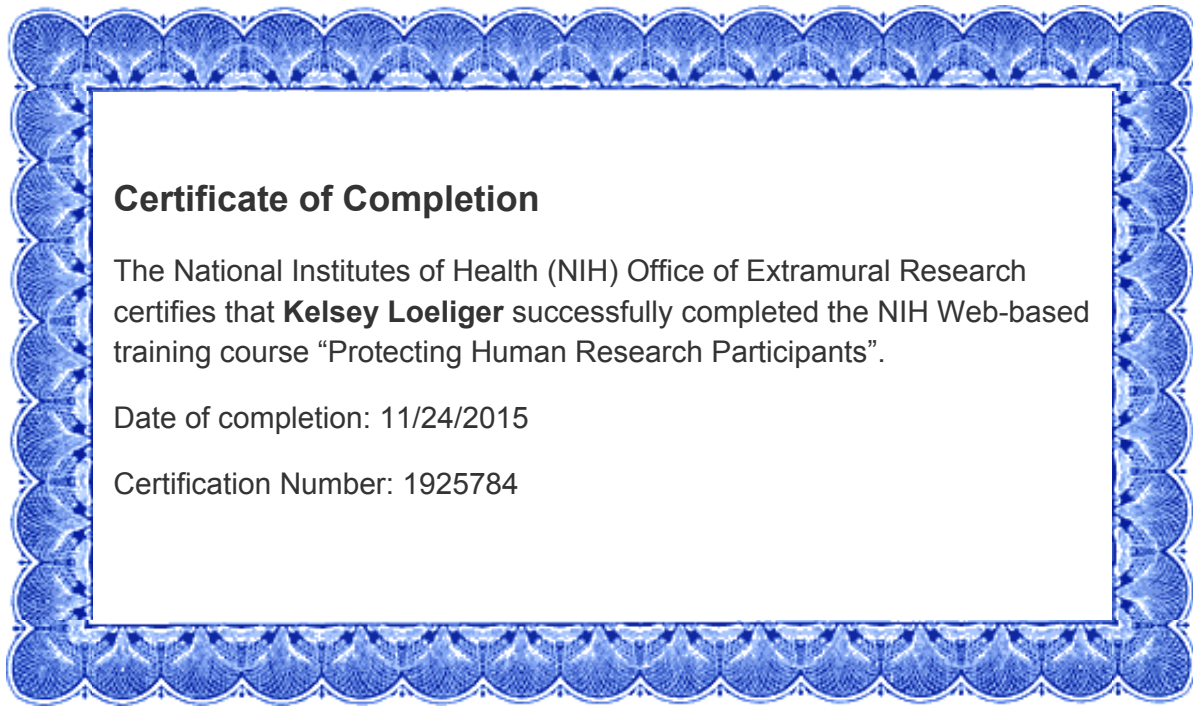 Certificate of Completion
The National Institutes of Health (NIH) Office of Extramural Research
certifies that Kelsey Loeliger successfully completed the NIH Web-based
training course “Protecting Human Research Participants”.
Date of completion: 11/24/2015
Certification Number: 1925784